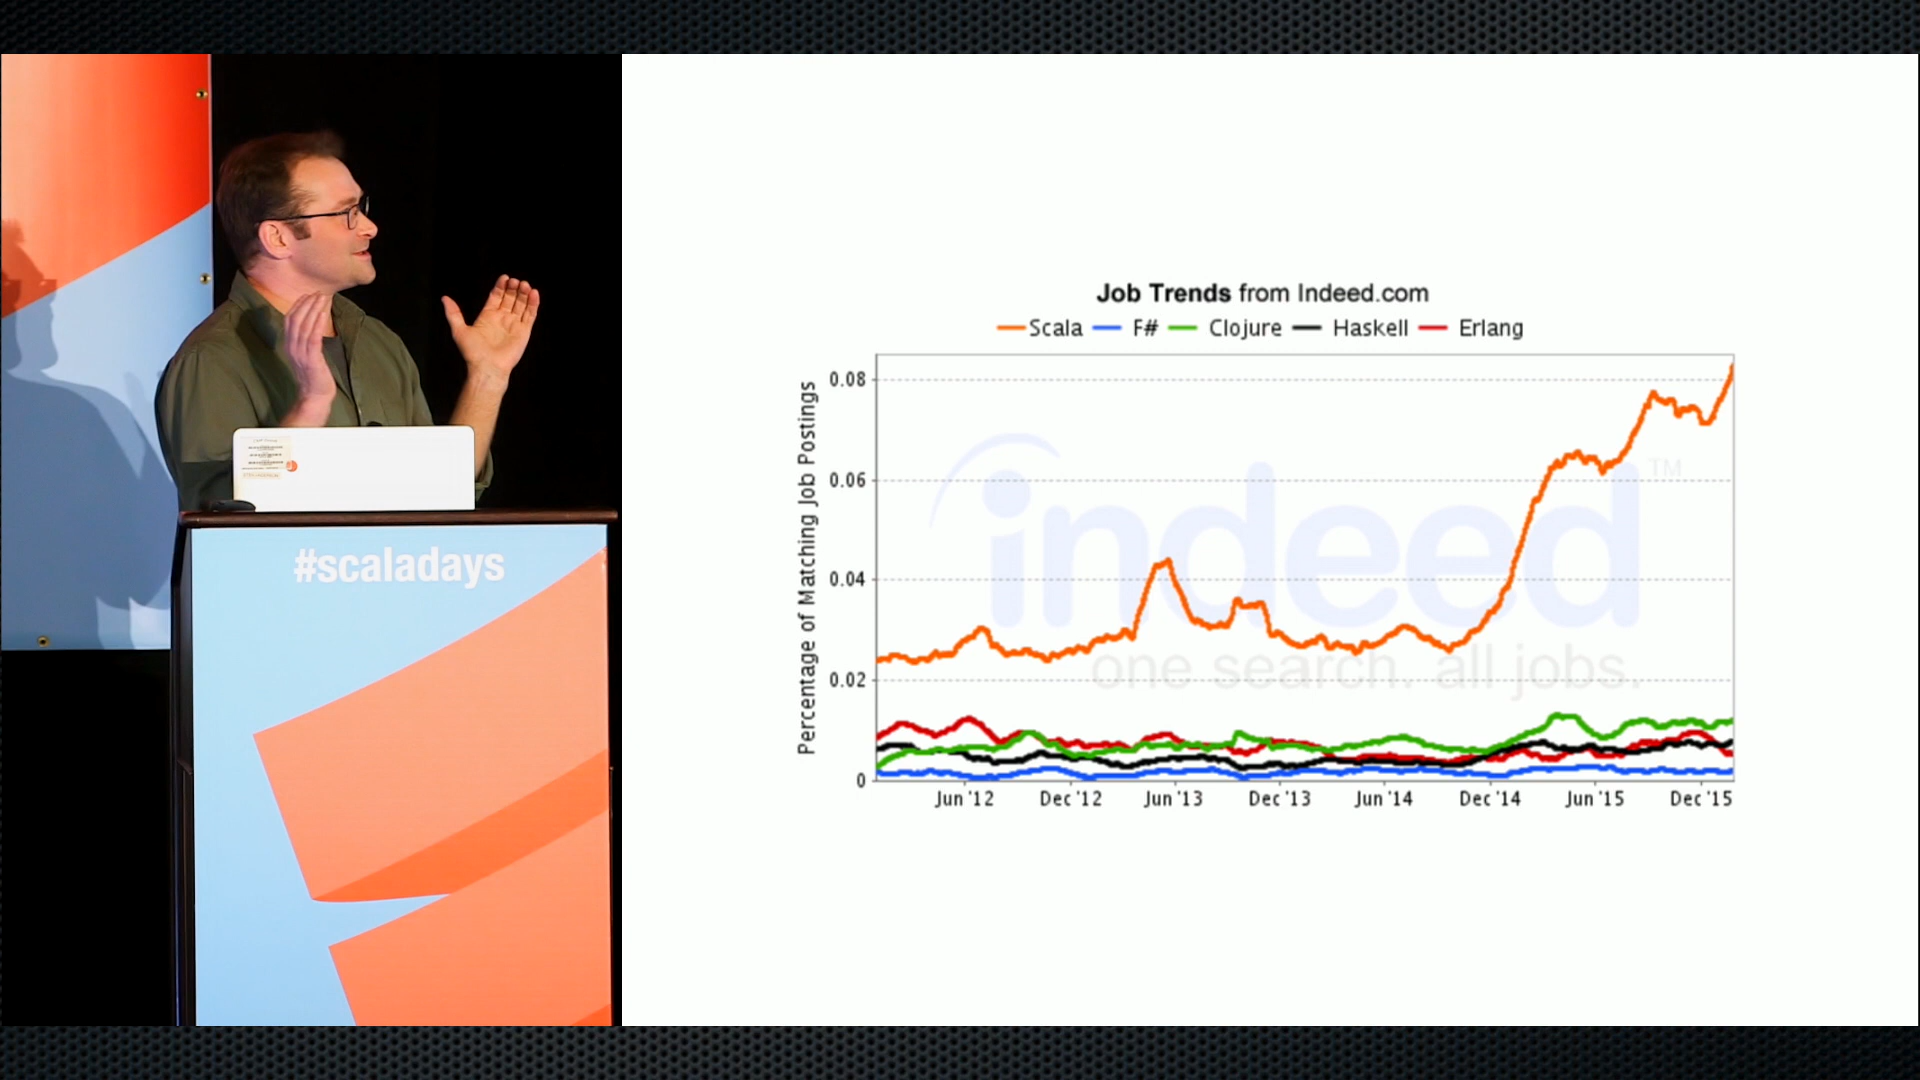 #scaladays
Job Trends from Indeed.com
Scala F# Clojure Haskell Erlang
Percentage of Matching Job Postings
0.08
0.06
0.04
0.02
0
indeed™
one search. all jobs.
Jun '12 Dec '12 Jun '13 Dec '13 Jun '14 Dec '14 Jun '15 Dec '15